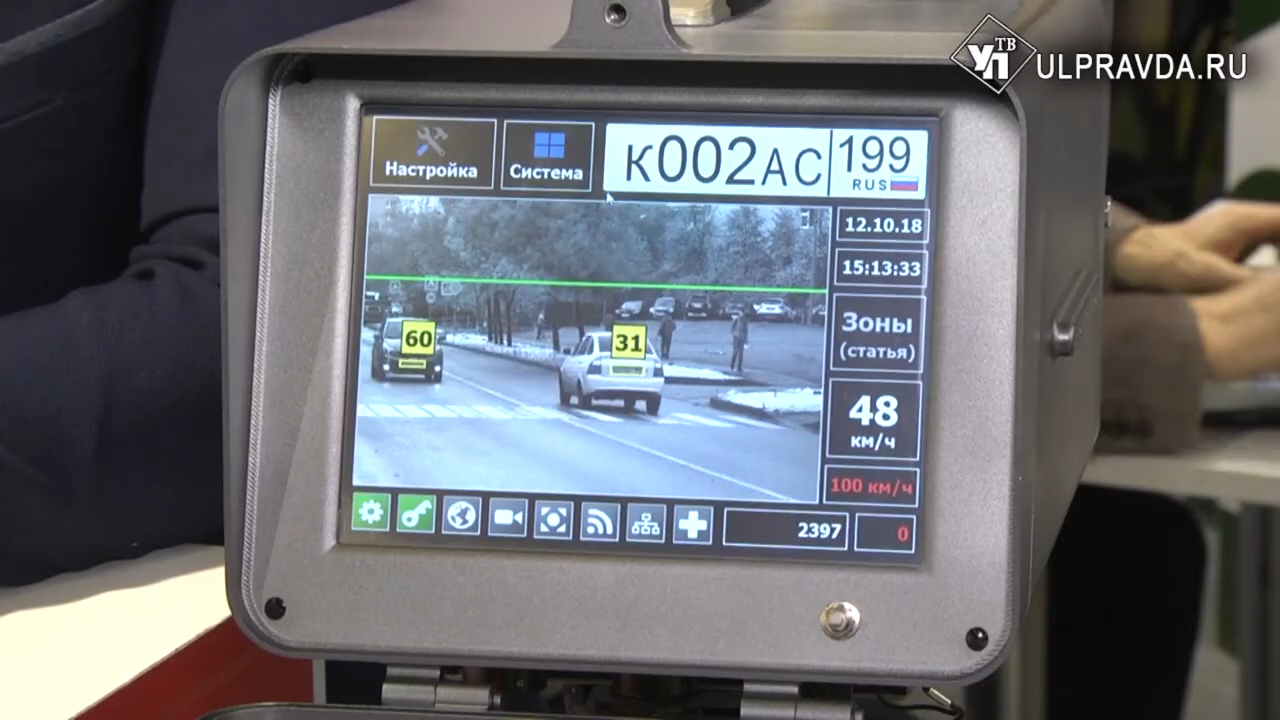 УП ТВ
ULPRAVDA.RU
Настройка
Система
К002АС 199
RUS
12.10.18
15:13:33
Зоны
(статья)
60
31
48
км/ч
100 км/ч
2397
0